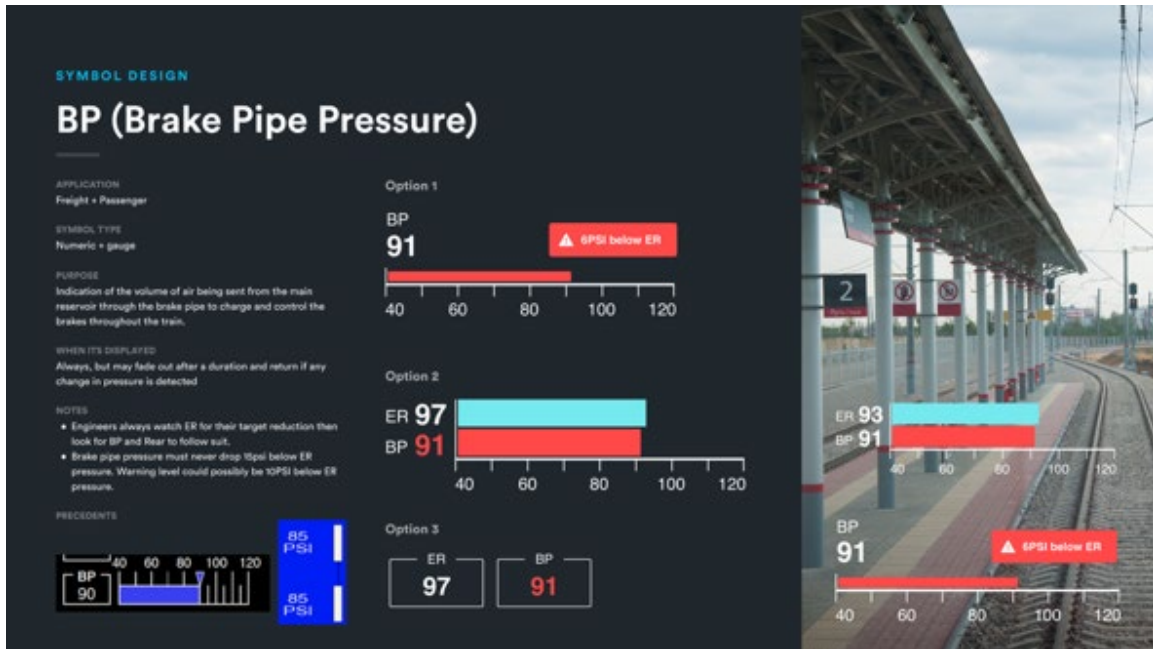 SYMBOL DESIGN
BP (Brake Pipe Pressure)
APPLICATION
Freight + Passenger
SYMBOL TYPE
Numeric + gauge
PURPOSE
Indication of the volume of air being sent from the main
reservoir through the brake pipe to charge and control the
brakes throughout the train.
WHEN ITS DISPLAYED
Always, but may fade out after a duration and return if any
change in pressure is detected
NOTES
• Engineers always watch ER for their target reduction then
look for BP and Rear to follow suit.
• Brake pipe pressure must never drop 15psi below ER
pressure. Warning level could possibly be 10PSI below ER
pressure.
PRECEDENTS
40 60 80 100 120
BP
90
85
PSI
85
PSI
Option 1
BP
91
6PSI below ER
40 60 80 100 120
Option 2
ER 97
BP 91
40 60 80 100 120
Option 3
ER
97
BP
91
2
ER 93
BP 91
40 60 80 100 120
BP
91
6PSI below ER
40 60 80 100 120